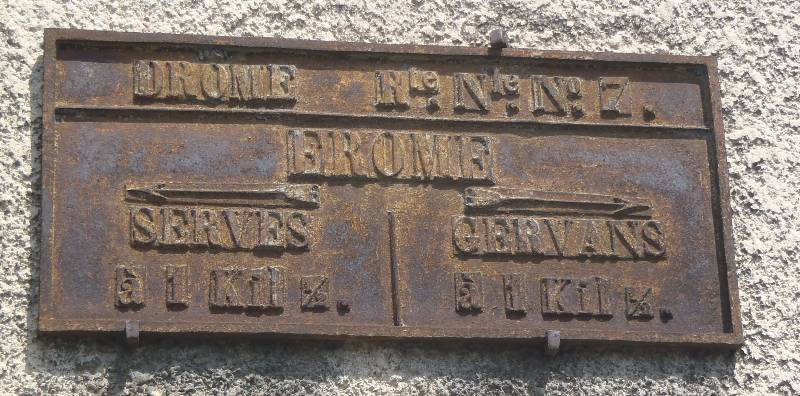 DROME Rte. Nle. No. 7.
EROME
SERVES GERVANS
à 1 Kil ½. à 1 Kil ½.